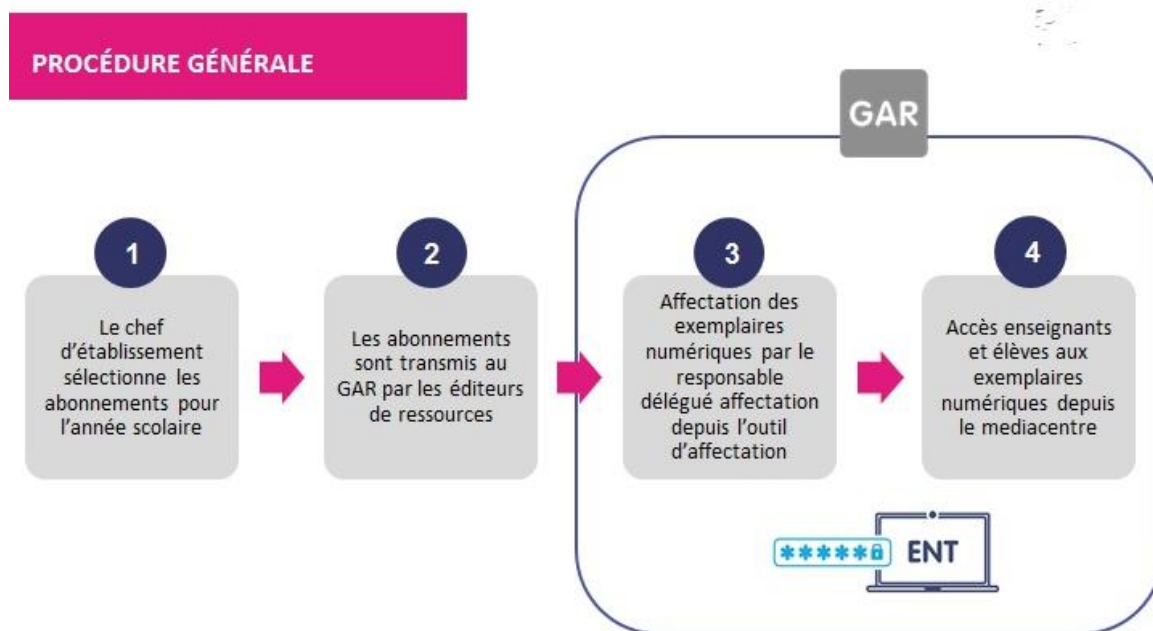 PROCÉDURE GÉNÉRALE
GAR
1
Le chef
d'établissement
sélectionne les
abonnements pour
l'année scolaire
2
Les abonnements
sont transmis au
GAR par les éditeurs
de ressources
3
Affectation des
exemplaires
numériques par le
responsable
délégué affectation
depuis l'outil
d'affectation
4
Accès enseignants
et élèves aux
exemplaires
numériques depuis
le mediacentre
*****
ENT